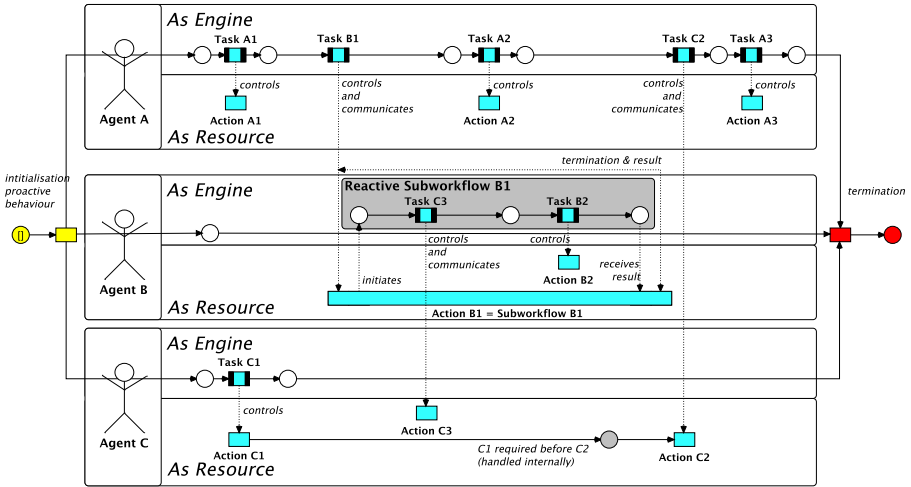 As Engine
Task A1
Task B1
Task A2
Task C2
Task A3
controls
controls
and
communicates
controls
controls
and
communicates
controls
Agent A
Action A1
Action A2
Action A3
As Resource
intitialisation
proactive
behaviour
termination & result
termination
As Engine
Reactive Subworkflow B1
Task C3
Task B2
controls
and
communicates
controls
receives
result
Action B2
initiates
Agent B
As Resource
Action B1 = Subworkflow B1
As Engine
Task C1
controls
Action C3
Agent C
Action C1
C1 required before C2
(handled internally)
Action C2
As Resource